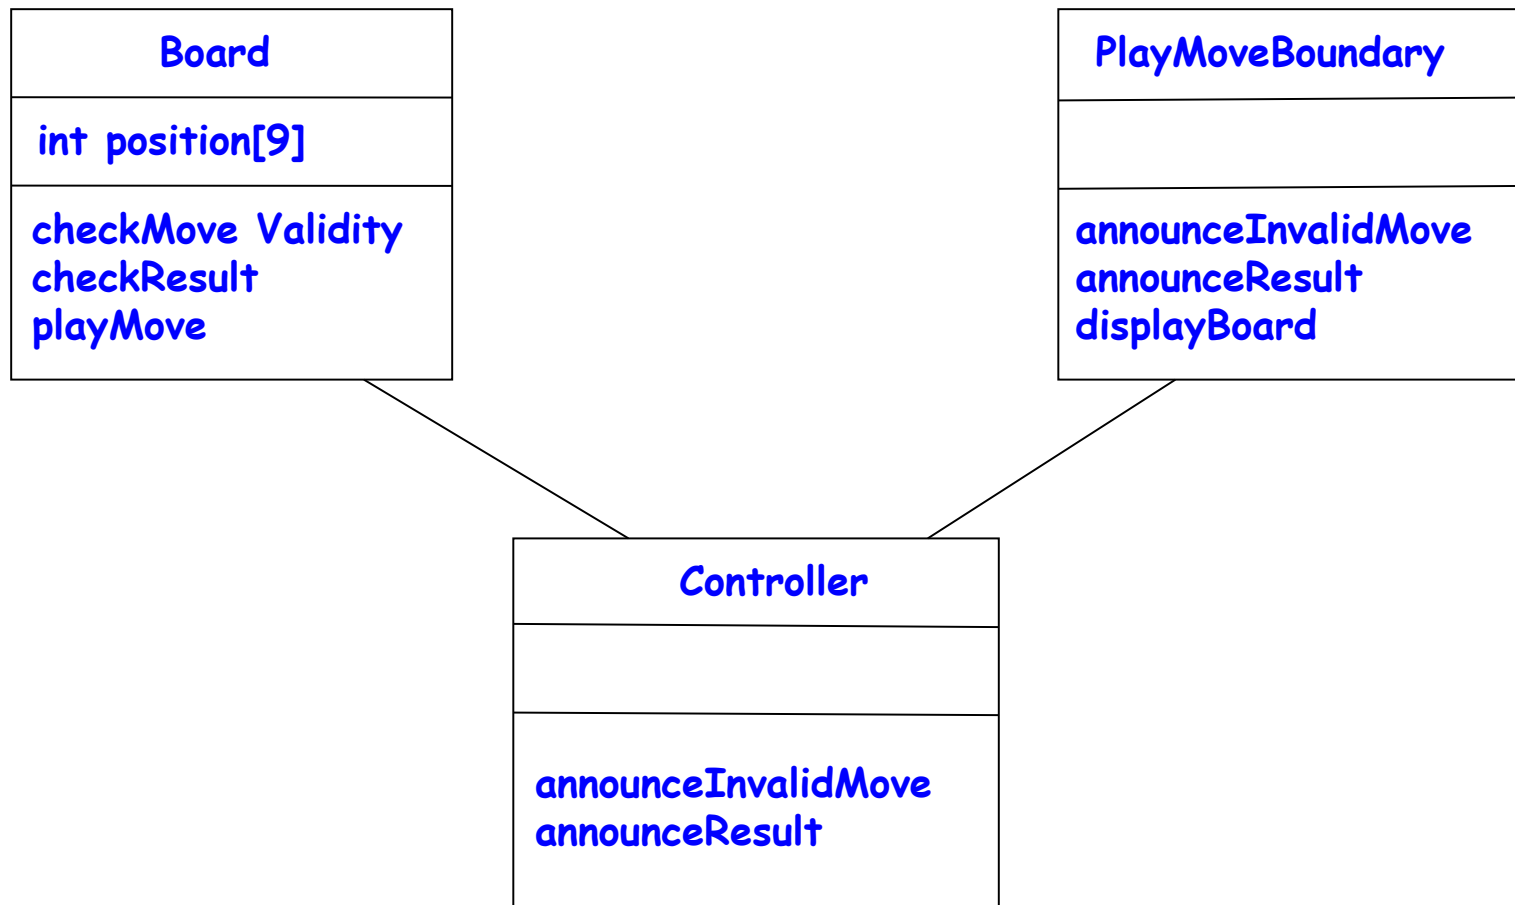 Board
int position[9]
checkMove Validity
checkResult
playMove
PlayMoveBoundary
announceInvalidMove
announceResult
displayBoard
Controller
announceInvalidMove
announceResult